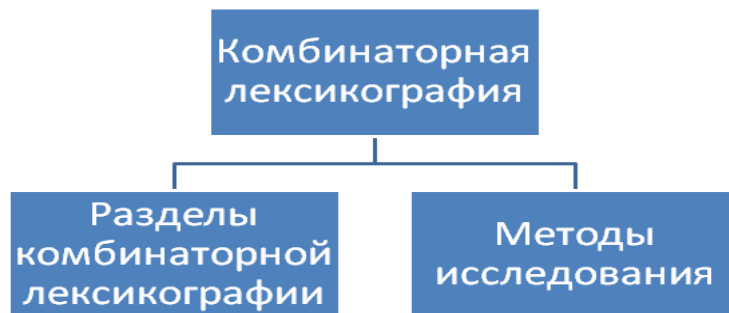 Комбинаторная
лексикография
Разделы
комбинаторной
лексикографии
Методы
исследования